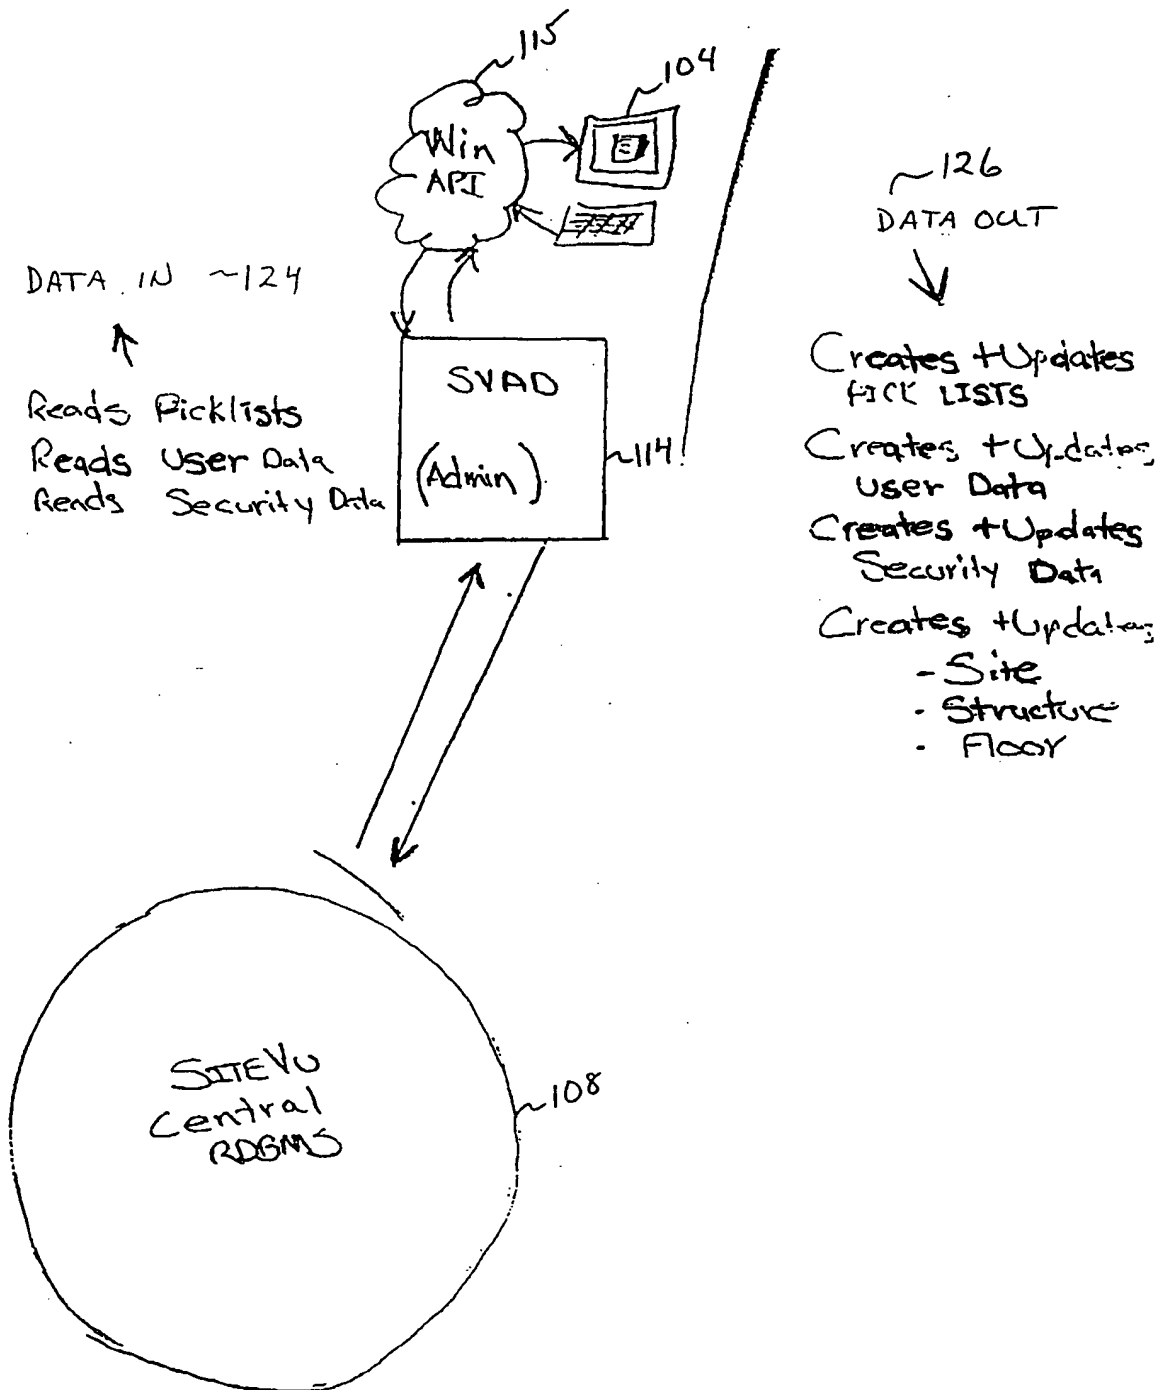 115
104
Win
API
126
DATA OUT
DATA IN ~124
Reads Picklists
Reads User Data
Reads Security Data
SVAD
(Admin)
114
Creates + Updates
PICK LISTS
Creates + Updates
User Data
Creates + Updates
Security Data
Creates + Updates
- Site
- Structure
- Floor
SITEVU
Central
RDBMS
108